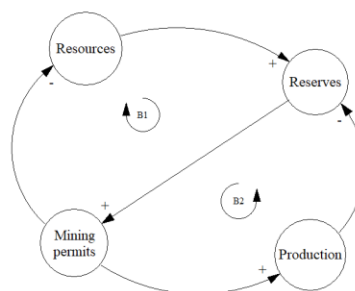 Resources
+
Reserves
-
B1
-
+
B2
Mining
permits
+
Production